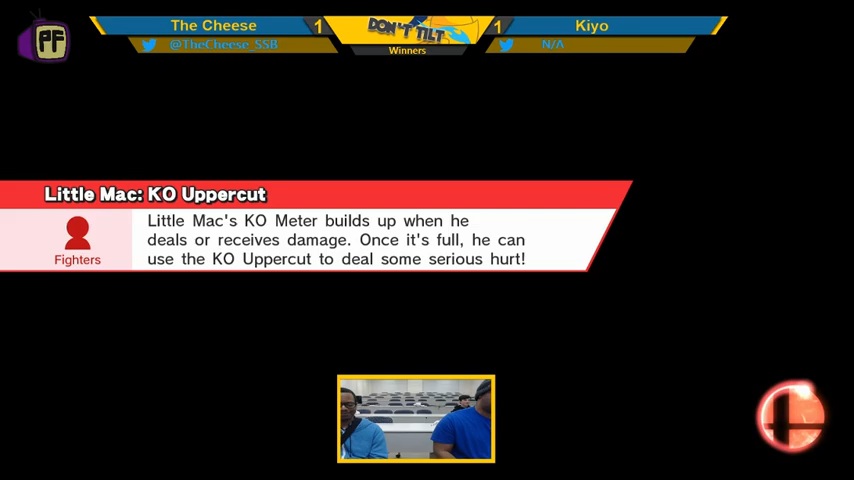 The Cheese 1 DON'T TILT 1 Kiyo
@TheCheese_SSB Winners N/A
PF
Little Mac: KO Uppercut
Little Mac's KO Meter builds up when he
deals or receives damage. Once it's full, he can
use the KO Uppercut to deal some serious hurt!
Fighters